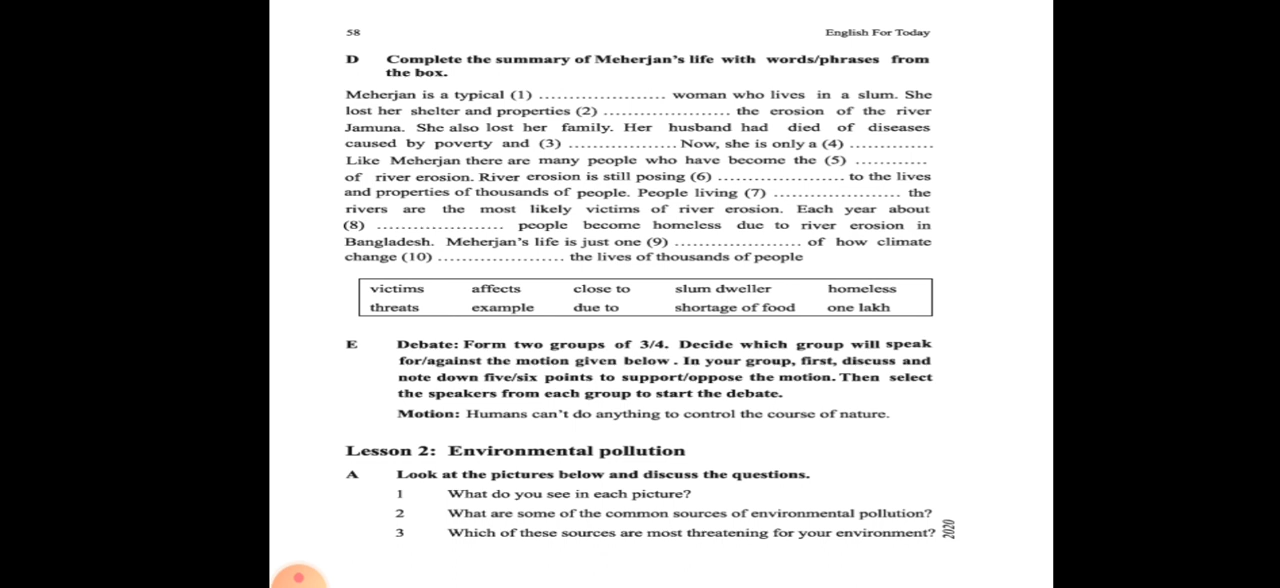 58 English For Today
D Complete the summary of Meherjan's life with words/phrases from
the box.
Meherjan is a typical (1) ..................... woman who lives in a slum. She
lost her shelter and properties (2) ..................... the erosion of the river
Jamuna. She also lost her family. Her husband had died of diseases
caused by poverty and (3) .................. Now, she is only a (4) ..............
Like Meherjan there are many people who have become the (5) ............
of river erosion. River erosion is still posing (6) ..................... to the lives
and properties of thousands of people. People living (7) ..................... the
rivers are the most likely victims of river erosion. Each year about
(8) ..................... people become homeless due to river erosion in
Bangladesh. Meherjan's life is just one (9) ..................... of how climate
change (10) ..................... the lives of thousands of people
victims affects close to slum dweller homeless
threats example due to shortage of food one lakh
E Debate: Form two groups of 3/4. Decide which group will speak
for/against the motion given below . In your group, first, discuss and
note down five/six points to support/oppose the motion. Then select
the speakers from each group to start the debate.
Motion: Humans can't do anything to control the course of nature.
Lesson 2: Environmental pollution
A Look at the pictures below and discuss the questions.
1 What do you see in each picture?
2 What are some of the common sources of environmental pollution?
3 Which of these sources are most threatening for your environment?
2020